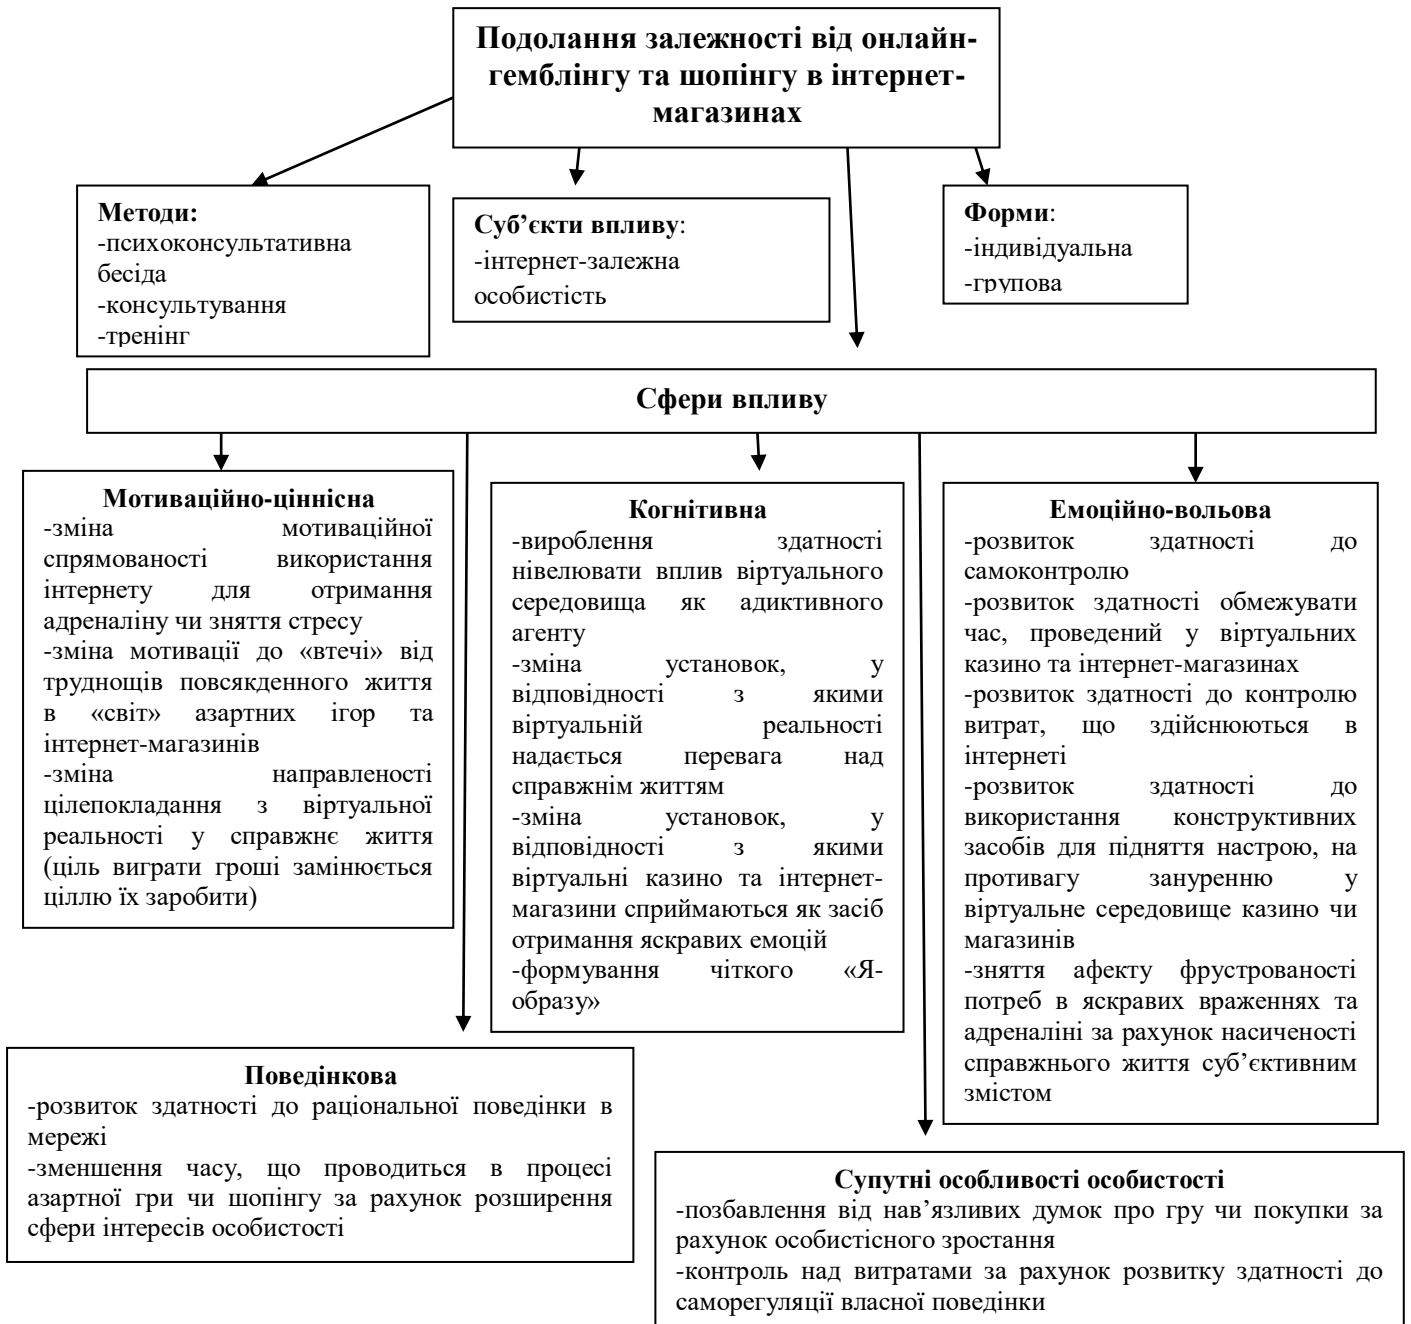 Подолання залежності від онлайн-
гемблінгу та шопінгу в інтернет-
магазинах
Методи:
-психоконсультативна
бесіда
-консультування
-тренінг
Суб’єкти впливу:
-інтернет-залежна
особистість
Форми:
-індивідуальна
-групова
Сфери впливу
Мотиваційно-ціннісна
-зміна мотиваційної
спрямованості використання
інтернету для отримання
адреналіну чи зняття стресу
-зміна мотивації до «втечі» від
труднощів повсякденного життя
в «світ» азартних ігор та
інтернет-магазинів
-зміна направленості
цілепокладання з віртуальної
реальності у справжнє життя
(ціль виграти гроші замінюється
ціллю їх заробити)
Когнітивна
-вироблення здатності
нівелювати вплив віртуального
середовища як адиктивного
агенту
-зміна установок, у
відповідності з якими
віртуальній реальності
надається перевага над
справжнім життям
-зміна установок, у
відповідності з якими
віртуальні казино та інтернет-
магазини сприймаються як засіб
отримання яскравих емоцій
-формування чіткого «Я-
образу»
Емоційно-вольова
-розвиток здатності до
самоконтролю
-розвиток здатності обмежувати
час, проведений у віртуальних
казино та інтернет-магазинах
-розвиток здатності до контролю
витрат, що здійснюються в
інтернеті
-розвиток здатності до
використання конструктивних
засобів для підняття настрою, на
противагу зануренню у
віртуальне середовище казино чи
магазинів
-зняття афекту фрустрованості
потреб в яскравих враженнях та
адреналіні за рахунок насиченості
справжнього життя суб’єктивним
змістом
Поведінкова
-розвиток здатності до раціональної поведінки в
мережі
-зменшення часу, що проводиться в процесі
азартної гри чи шопінгу за рахунок розширення
сфери інтересів особистості
Супутні особливості особистості
-позбавлення від нав’язливих думок про гру чи покупки за
рахунок особистісного зростання
-контроль над витратами за рахунок розвитку здатності до
саморегуляції власної поведінки